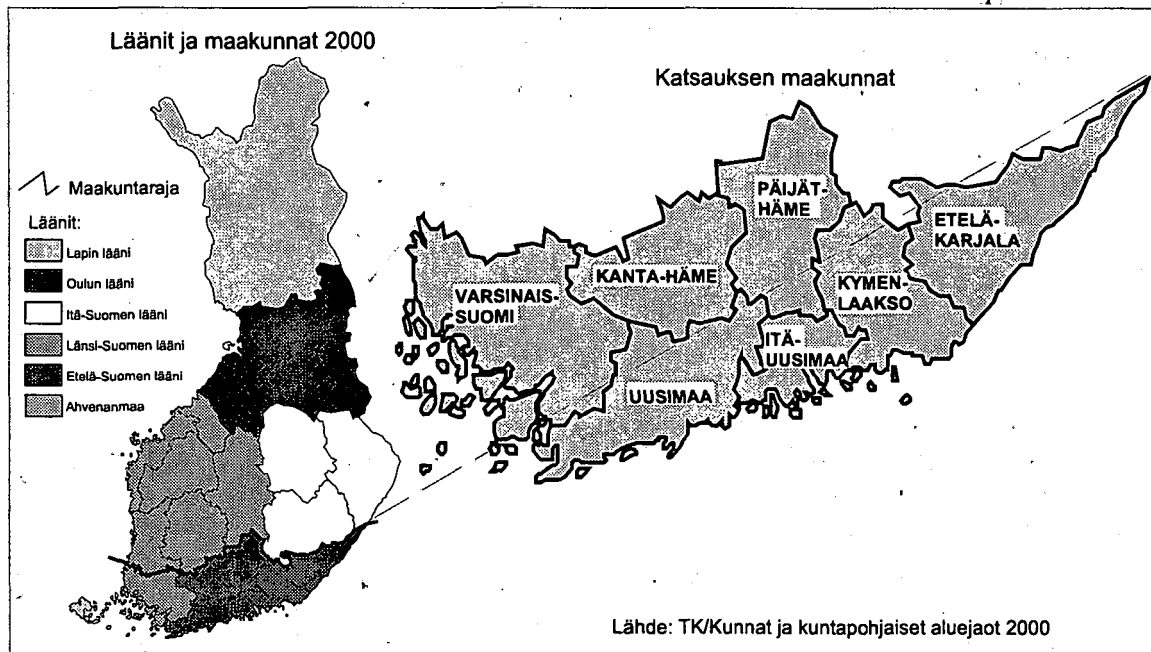 Läänit ja maakunnat 2000
Katsauksen maakunnat
Maakuntaraja
Läänit:
Lapin lääni
Oulun lääni
Itä-Suomen lääni
Länsi-Suomen lääni
Etelä-Suomen lääni
Ahvenanmaa
VARSINAIS-
SUOMI
KANTA-HÄME
PÄIJÄT-
HÄME
UUSIMAA
ITÄ-
UUSIMAA
KYMEN-
LAAKSO
ETELÄ-
KARJALA
Lähde: TK/Kunnat ja kuntapohjaiset aluejaot 2000